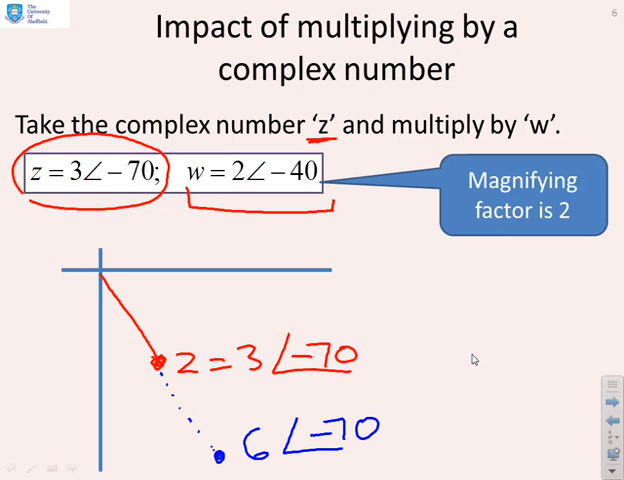 The
University
Of
Sheffield.
6
Impact of multiplying by a
complex number
Take the complex number ‘z’ and multiply by ‘w’.
z = 3∠ – 70; w = 2∠ – 40
Magnifying
factor is 2
z = 3 ∠-70
6 ∠-70